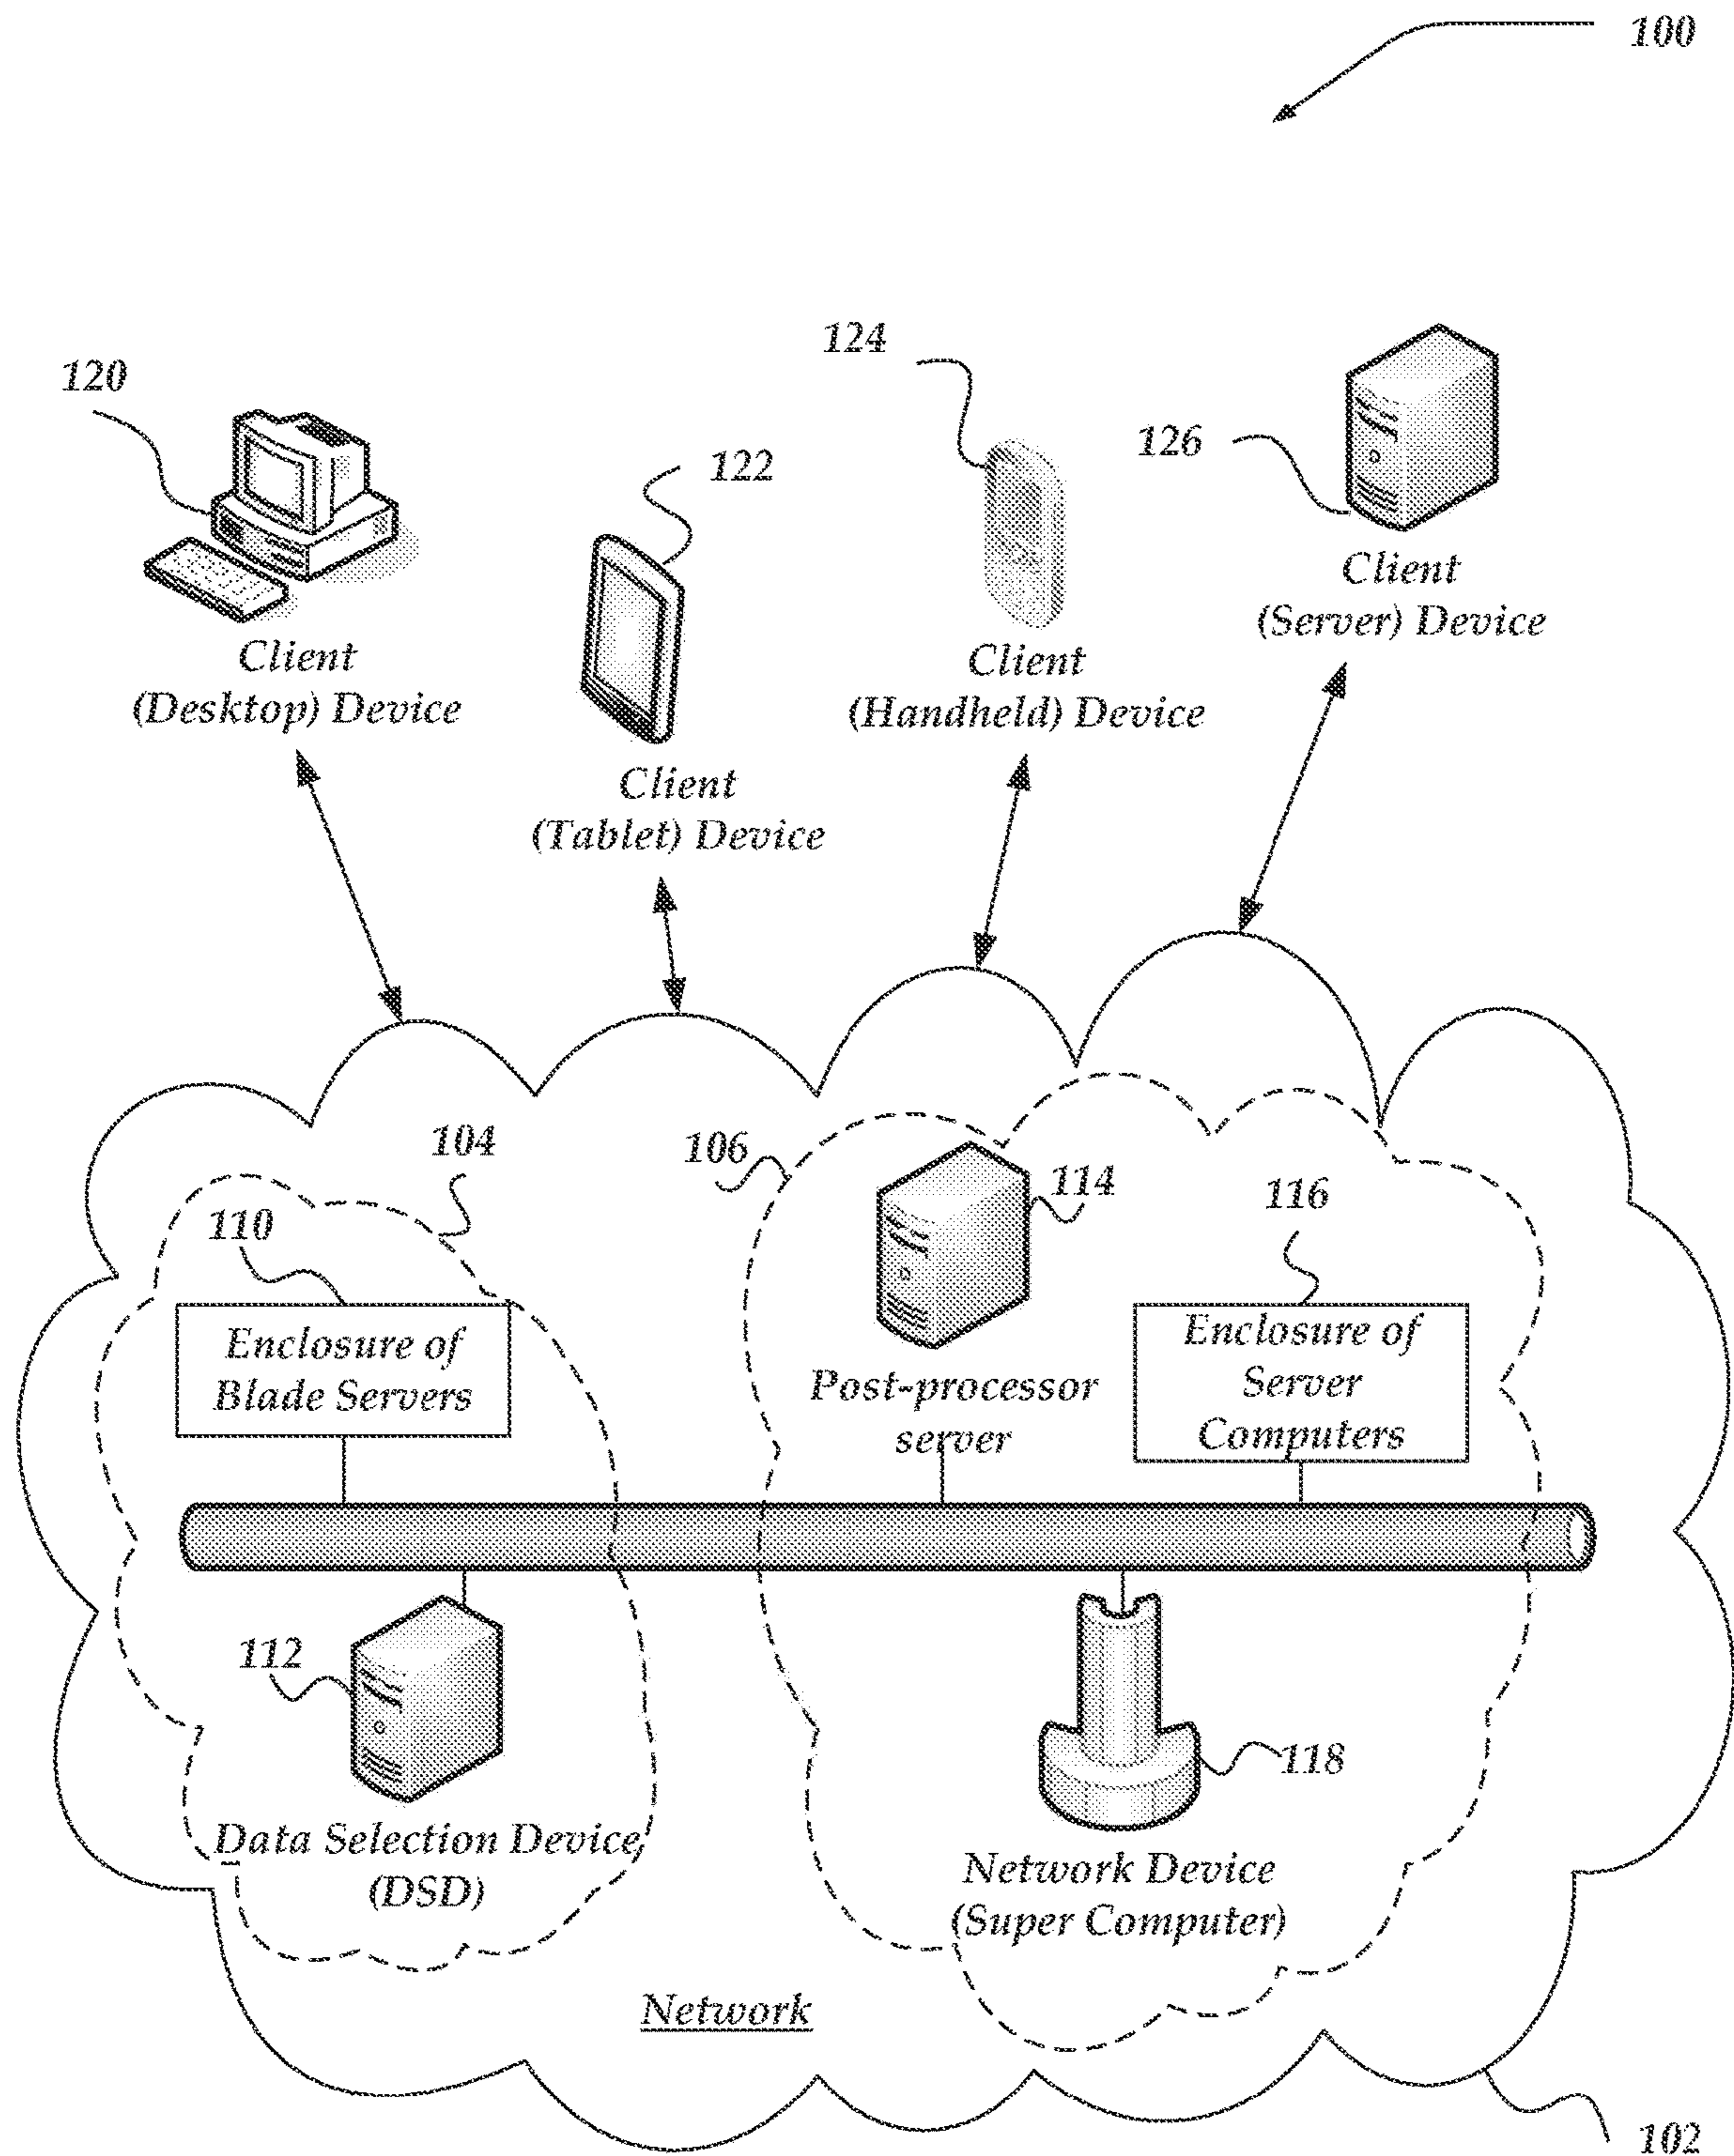 100
124
120
126
122
Client
(Server) Device
Client
(Desktop) Device
Client
(Handheld) Device
Client
(Tablet) Device
104
106
114
116
110
Enclosure of
Blade Servers
Post-processor
server
Enclosure of
Server
Computers
112
118
Data Selection Device
(DSD)
Network Device
(Super Computer)
Network
102